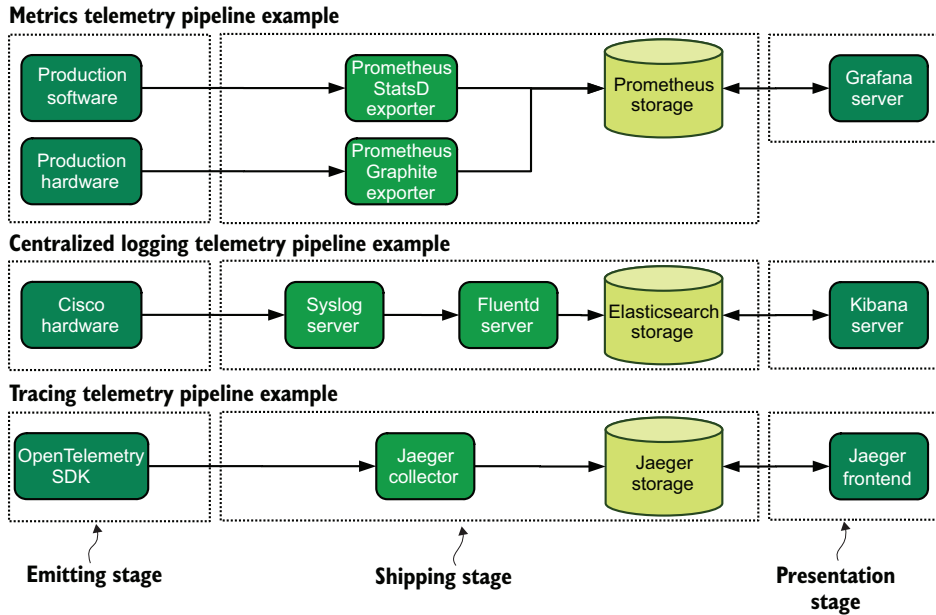 Metrics telemetry pipeline example
Production
software
Prometheus
StatsD
exporter
Prometheus
storage
Grafana
server
Production
hardware
Prometheus
Graphite
exporter
Centralized logging telemetry pipeline example
Cisco
hardware
Syslog
server
Fluentd
server
Elasticsearch
storage
Kibana
server
Tracing telemetry pipeline example
OpenTelemetry
SDK
Jaeger
collector
Jaeger
storage
Jaeger
frontend
Emitting stage
Shipping stage
Presentation
stage